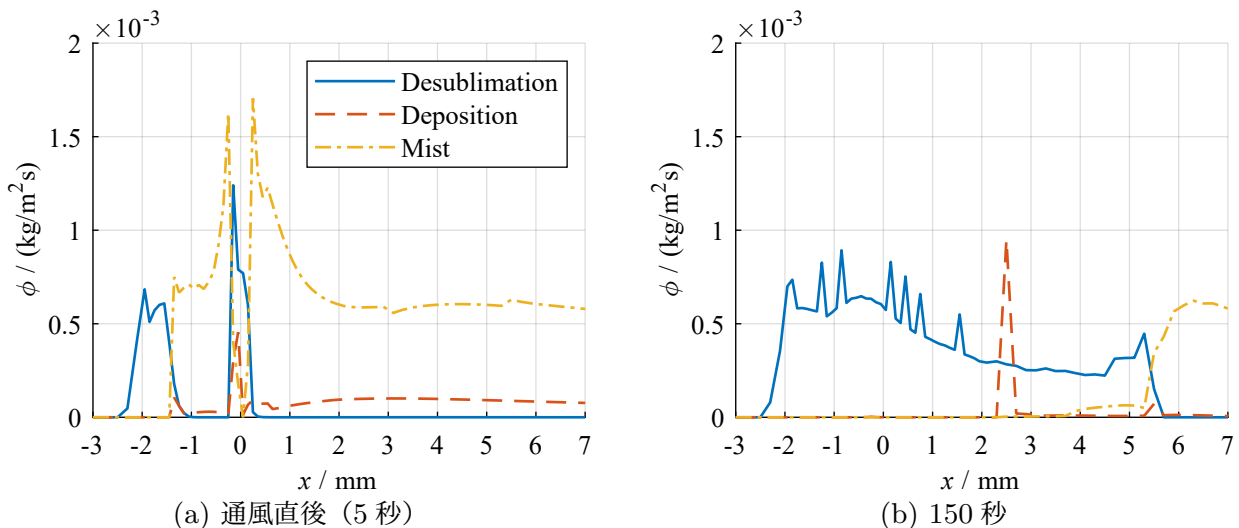 ×10⁻³
2
1.5
1
0.5
0
ϕ / (kg/m²s)
Desublimation
Deposition
Mist
-3 -2 -1 0 1 2 3 4 5 6 7
x / mm
(a) 通風直後（5 秒）
×10⁻³
2
1.5
1
0.5
0
ϕ / (kg/m²s)
-3 -2 -1 0 1 2 3 4 5 6 7
x / mm
(b) 150 秒